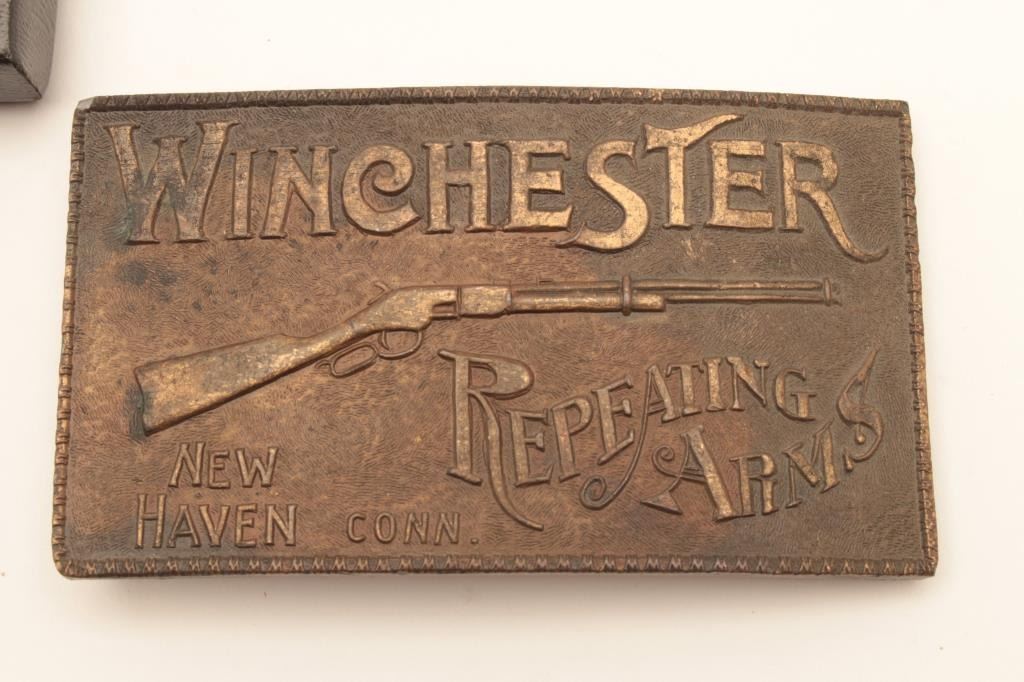 WINCHESTER
REPEATING
ARMS
NEW
HAVEN CONN.